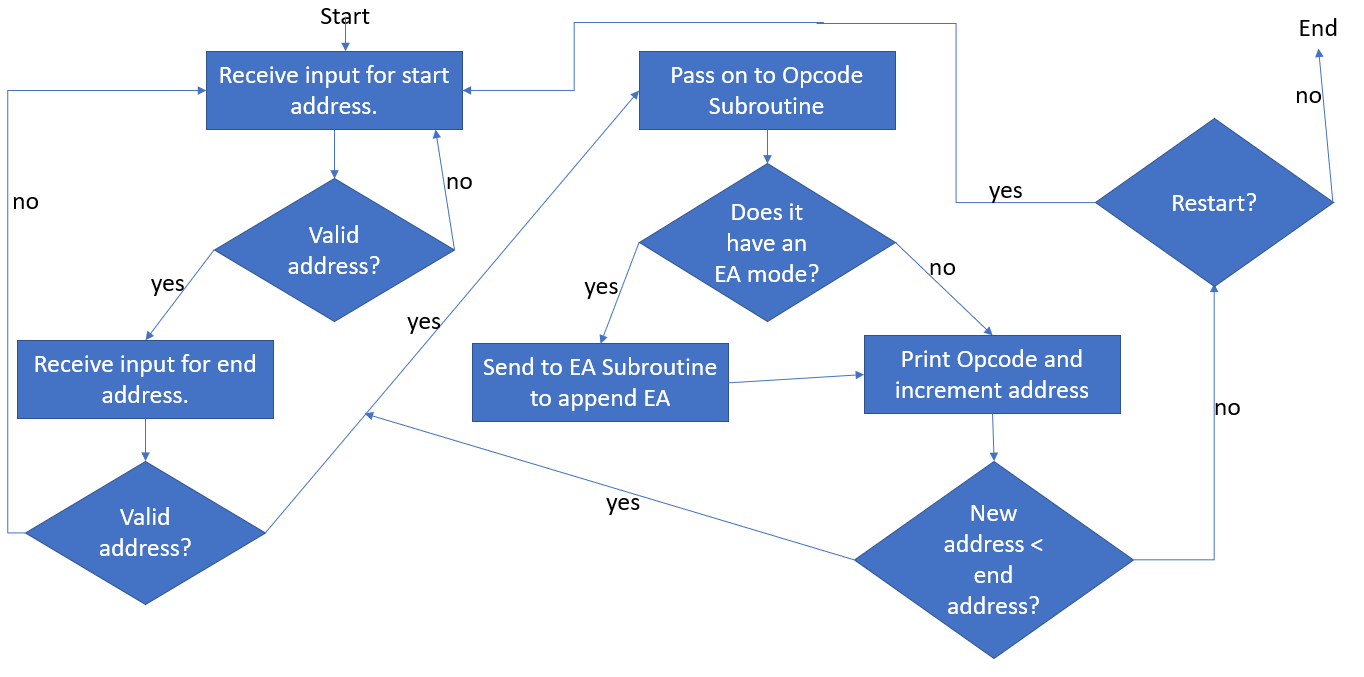 Start
End
Receive input for start
address.
Pass on to Opcode
Subroutine
no
no
no
yes
Restart?
Valid
address?
Does it
have an
EA mode?
yes
yes
no
yes
Receive input for end
address.
Send to EA Subroutine
to append EA
Print Opcode and
increment address
no
yes
Valid
address?
New
address <
end
address?